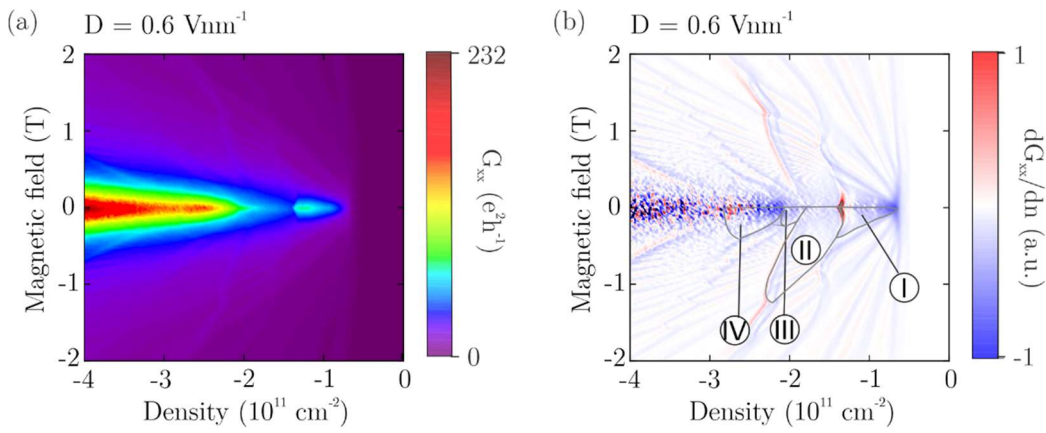 (a) D = 0.6 Vnm⁻¹
2
1
0
-1
-2
Magnetic field (T)
-4 -3 -2 -1 0
Density (10¹¹ cm⁻²)
232
0
Gₓₓ (e²h⁻¹)
(b) D = 0.6 Vnm⁻¹
2
1
0
-1
-2
Magnetic field (T)
II
I
IV III
-4 -3 -2 -1 0
Density (10¹¹ cm⁻²)
1
-1
dGₓₓ/dn (a.u.)